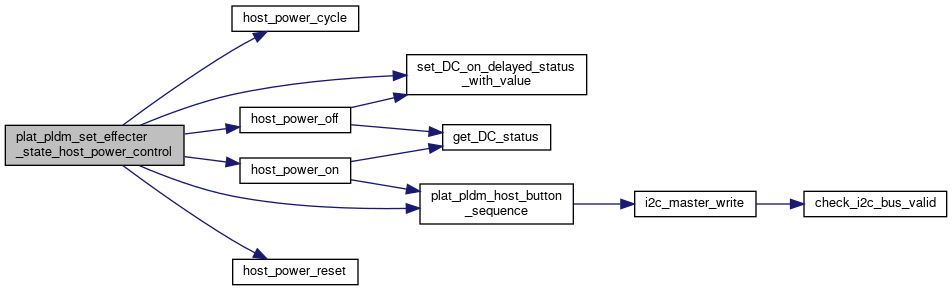 host_power_cycle
set_DC_on_delayed_status
_with_value
host_power_off
plat_pldm_set_effecter
_state_host_power_control
get_DC_status
host_power_on
plat_pldm_host_button
_sequence
i2c_master_write
check_i2c_bus_valid
host_power_reset